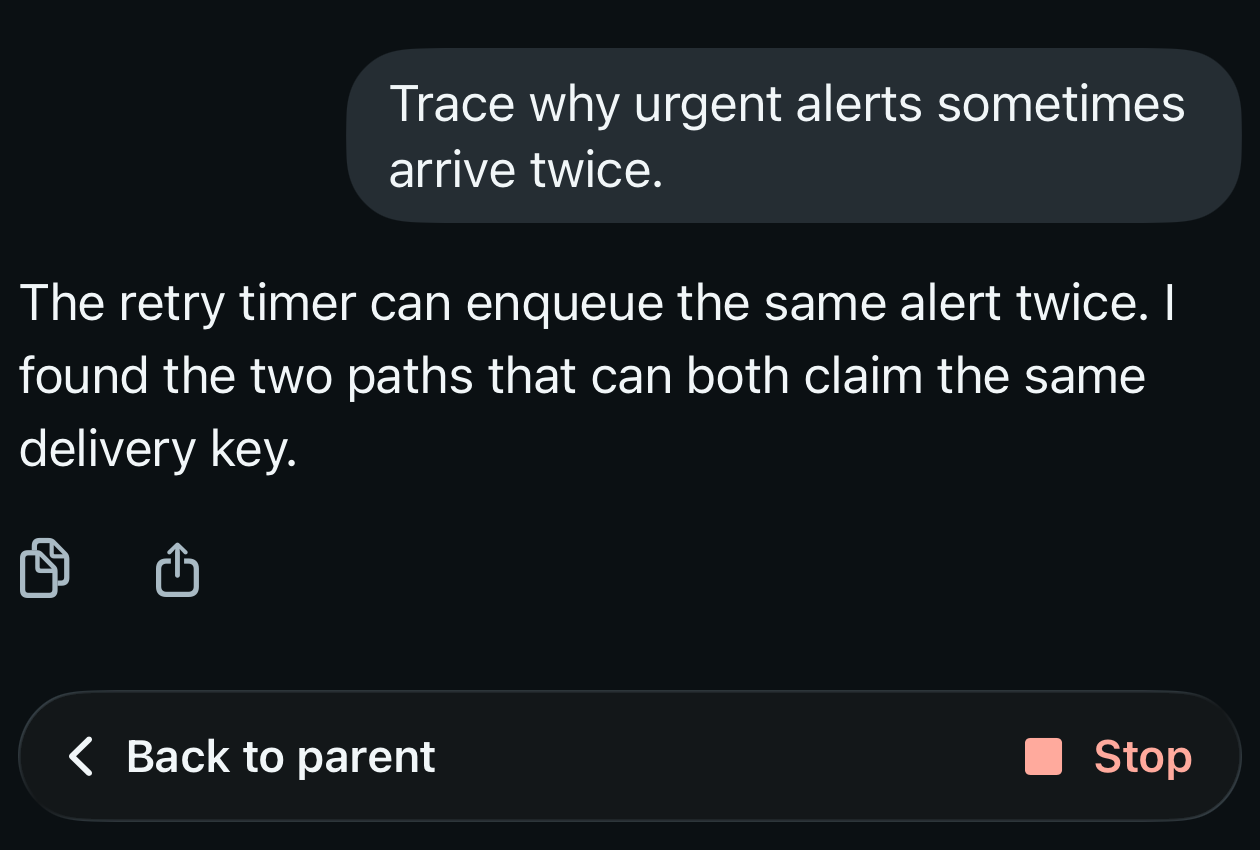 Trace why urgent alerts sometimes
arrive twice.
The retry timer can enqueue the same alert twice. I
found the two paths that can both claim the same
delivery key.
Back to parent
Stop